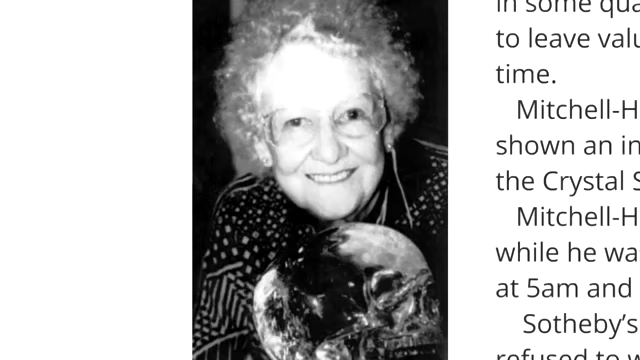 in some qua
to leave valu
time.
Mitchell-H
shown an in
the Crystal S
Mitchell-H
while he wa
at 5am and
Sotheby's
refused to w